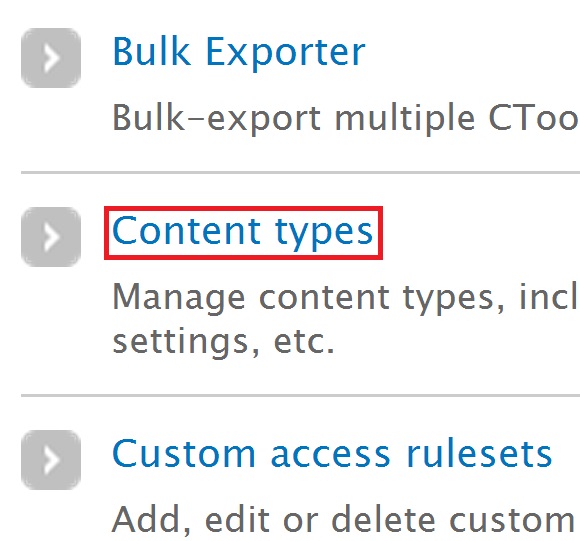 Bulk Exporter
Bulk-export multiple CToo
Content types
Manage content types, incl
settings, etc.
Custom access rulesets
Add, edit or delete custom